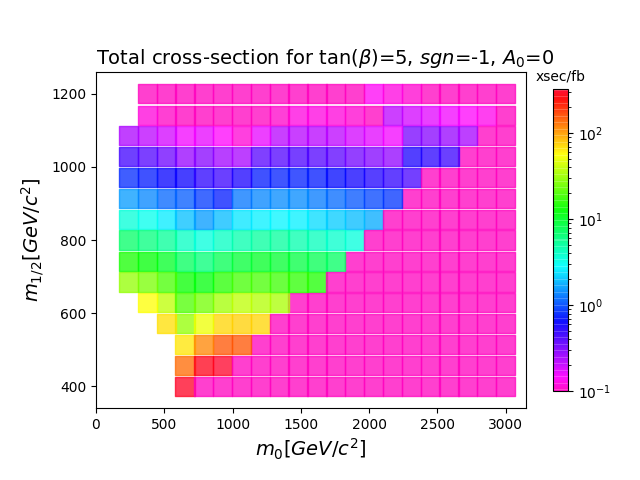 Total cross-section for tan(β)=5, sgn=-1, A₀=0
xsec/fb
1200
1000
800
600
400
m₁/₂[GeV/c²]
10²
10¹
10⁰
10⁻¹
0 500 1000 1500 2000 2500 3000
m₀[GeV/c²]